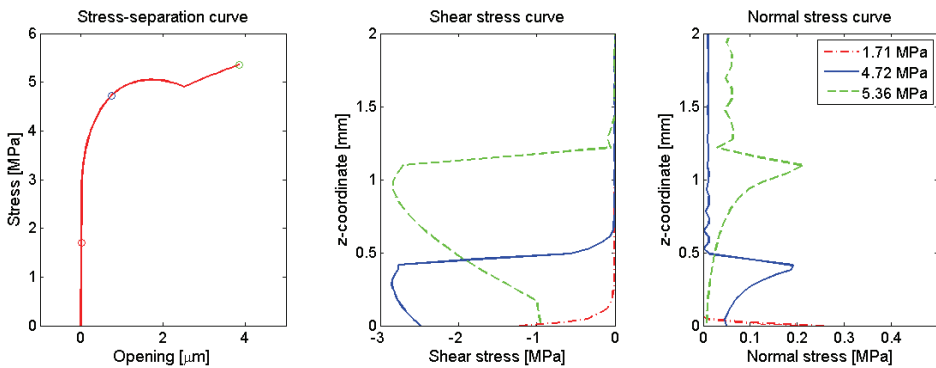 Stress-separation curve
Stress [MPa]
6
5
4
3
2
1
0
0 2 4
Opening [μm]
Shear stress curve
z-coordinate [mm]
2
1.5
1
0.5
0
-3 -2 -1 0
Shear stress [MPa]
Normal stress curve
z-coordinate [mm]
2
1.5
1
0.5
0
0 0.1 0.2 0.3 0.4
Normal stress [MPa]
1.71 MPa
4.72 MPa
5.36 MPa